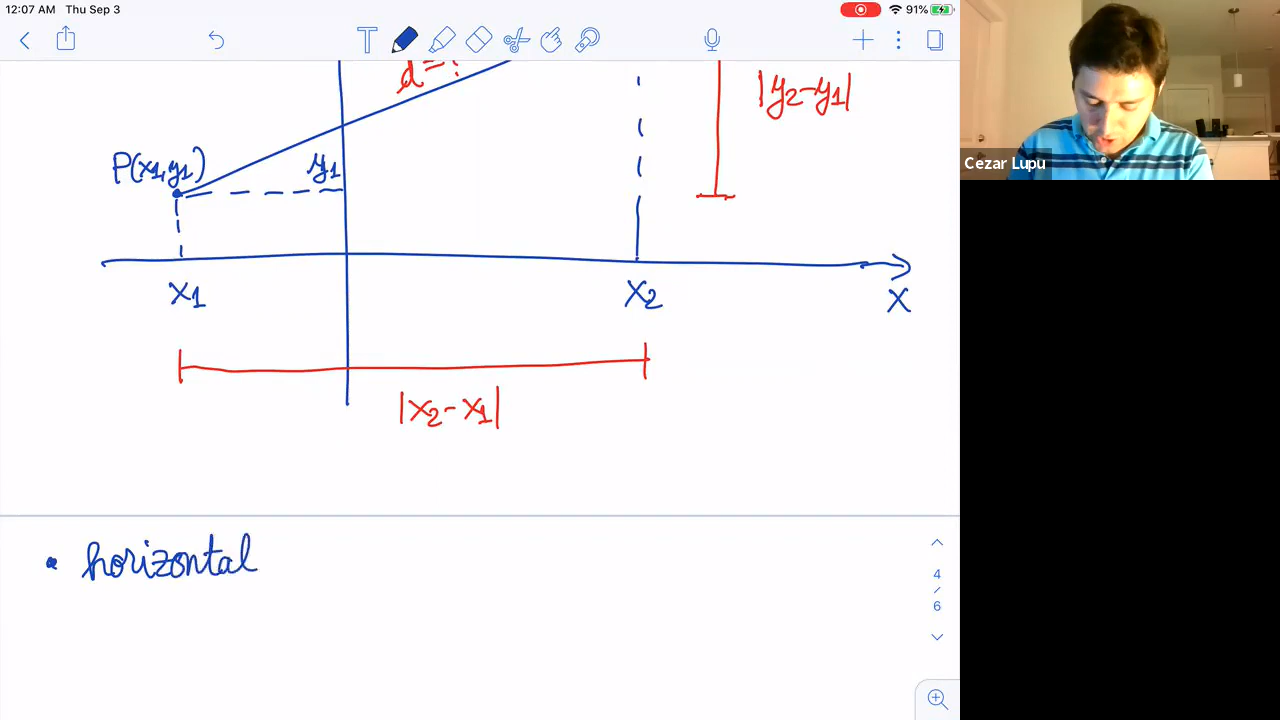 12:07 AM Thu Sep 3
91%
T
d=?
|y2-y1|
P(x1,y1)
y1
Cezar Lupu
x1
x2
X
|x2-x1|
• horizontal
4
/
6